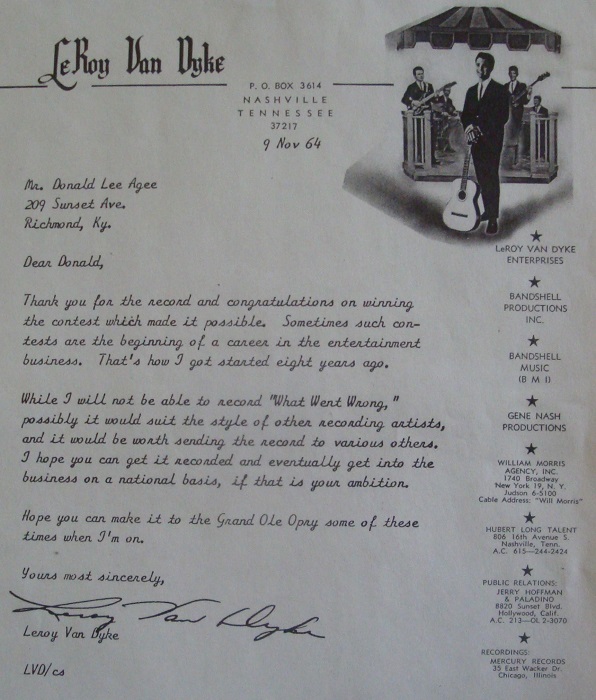 LeRoy Van Dyke
P. O. BOX 3614
NASHVILLE
TENNESSEE
37217
9 Nov 64
Mr. Donald Lee Agee
209 Sunset Ave.
Richmond, Ky.
Dear Donald,
Thank you for the record and congratulations on winning
the contest which made it possible. Sometimes such con-
tests are the beginning of a career in the entertainment
business. That's how I got started eight years ago.
While I will not be able to record "What Went Wrong,"
possibly it would suit the style of other recording artists,
and it would be worth sending the record to various others.
I hope you can get it recorded and eventually get into the
business on a national basis, if that is your ambition.
Hope you can make it to the Grand Ole Opry some of these
times when I'm on.
Yours most sincerely,
Leroy Van Dyke
Leroy Van Dyke
LVD/cs
LeROY VAN DYKE
ENTERPRISES
BANDSHELL
PRODUCTIONS
INC.
BANDSHELL
MUSIC
(B M I)
GENE NASH
PRODUCTIONS
WILLIAM MORRIS
AGENCY, INC.
1740 Broadway
New York 19, N. Y.
Judson 6-5100
Cable Address: "Will Morris"
HUBERT LONG TALENT
806 16th Avenue S.
Nashville, Tenn.
A.C. 615—244-2424
PUBLIC RELATIONS:
JERRY HOFFMAN
& PALADINO
8820 Sunset Blvd.
Hollywood, Calif.
A.C. 213—OL 2-3070
RECORDINGS:
MERCURY RECORDS
35 East Wacker Dr.
Chicago, Illinois